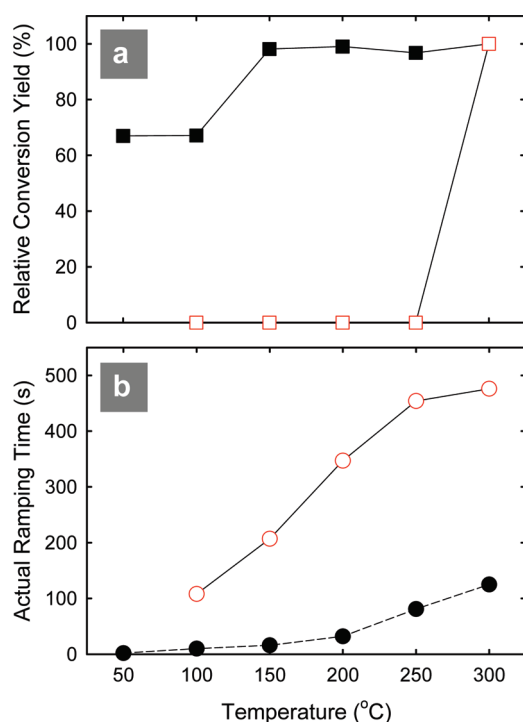 a
Relative Conversion Yield (%)
100
80
60
40
20
0
b
Actual Ramping Time (s)
500
400
300
200
100
0
50 100 150 200 250 300
Temperature (°C)